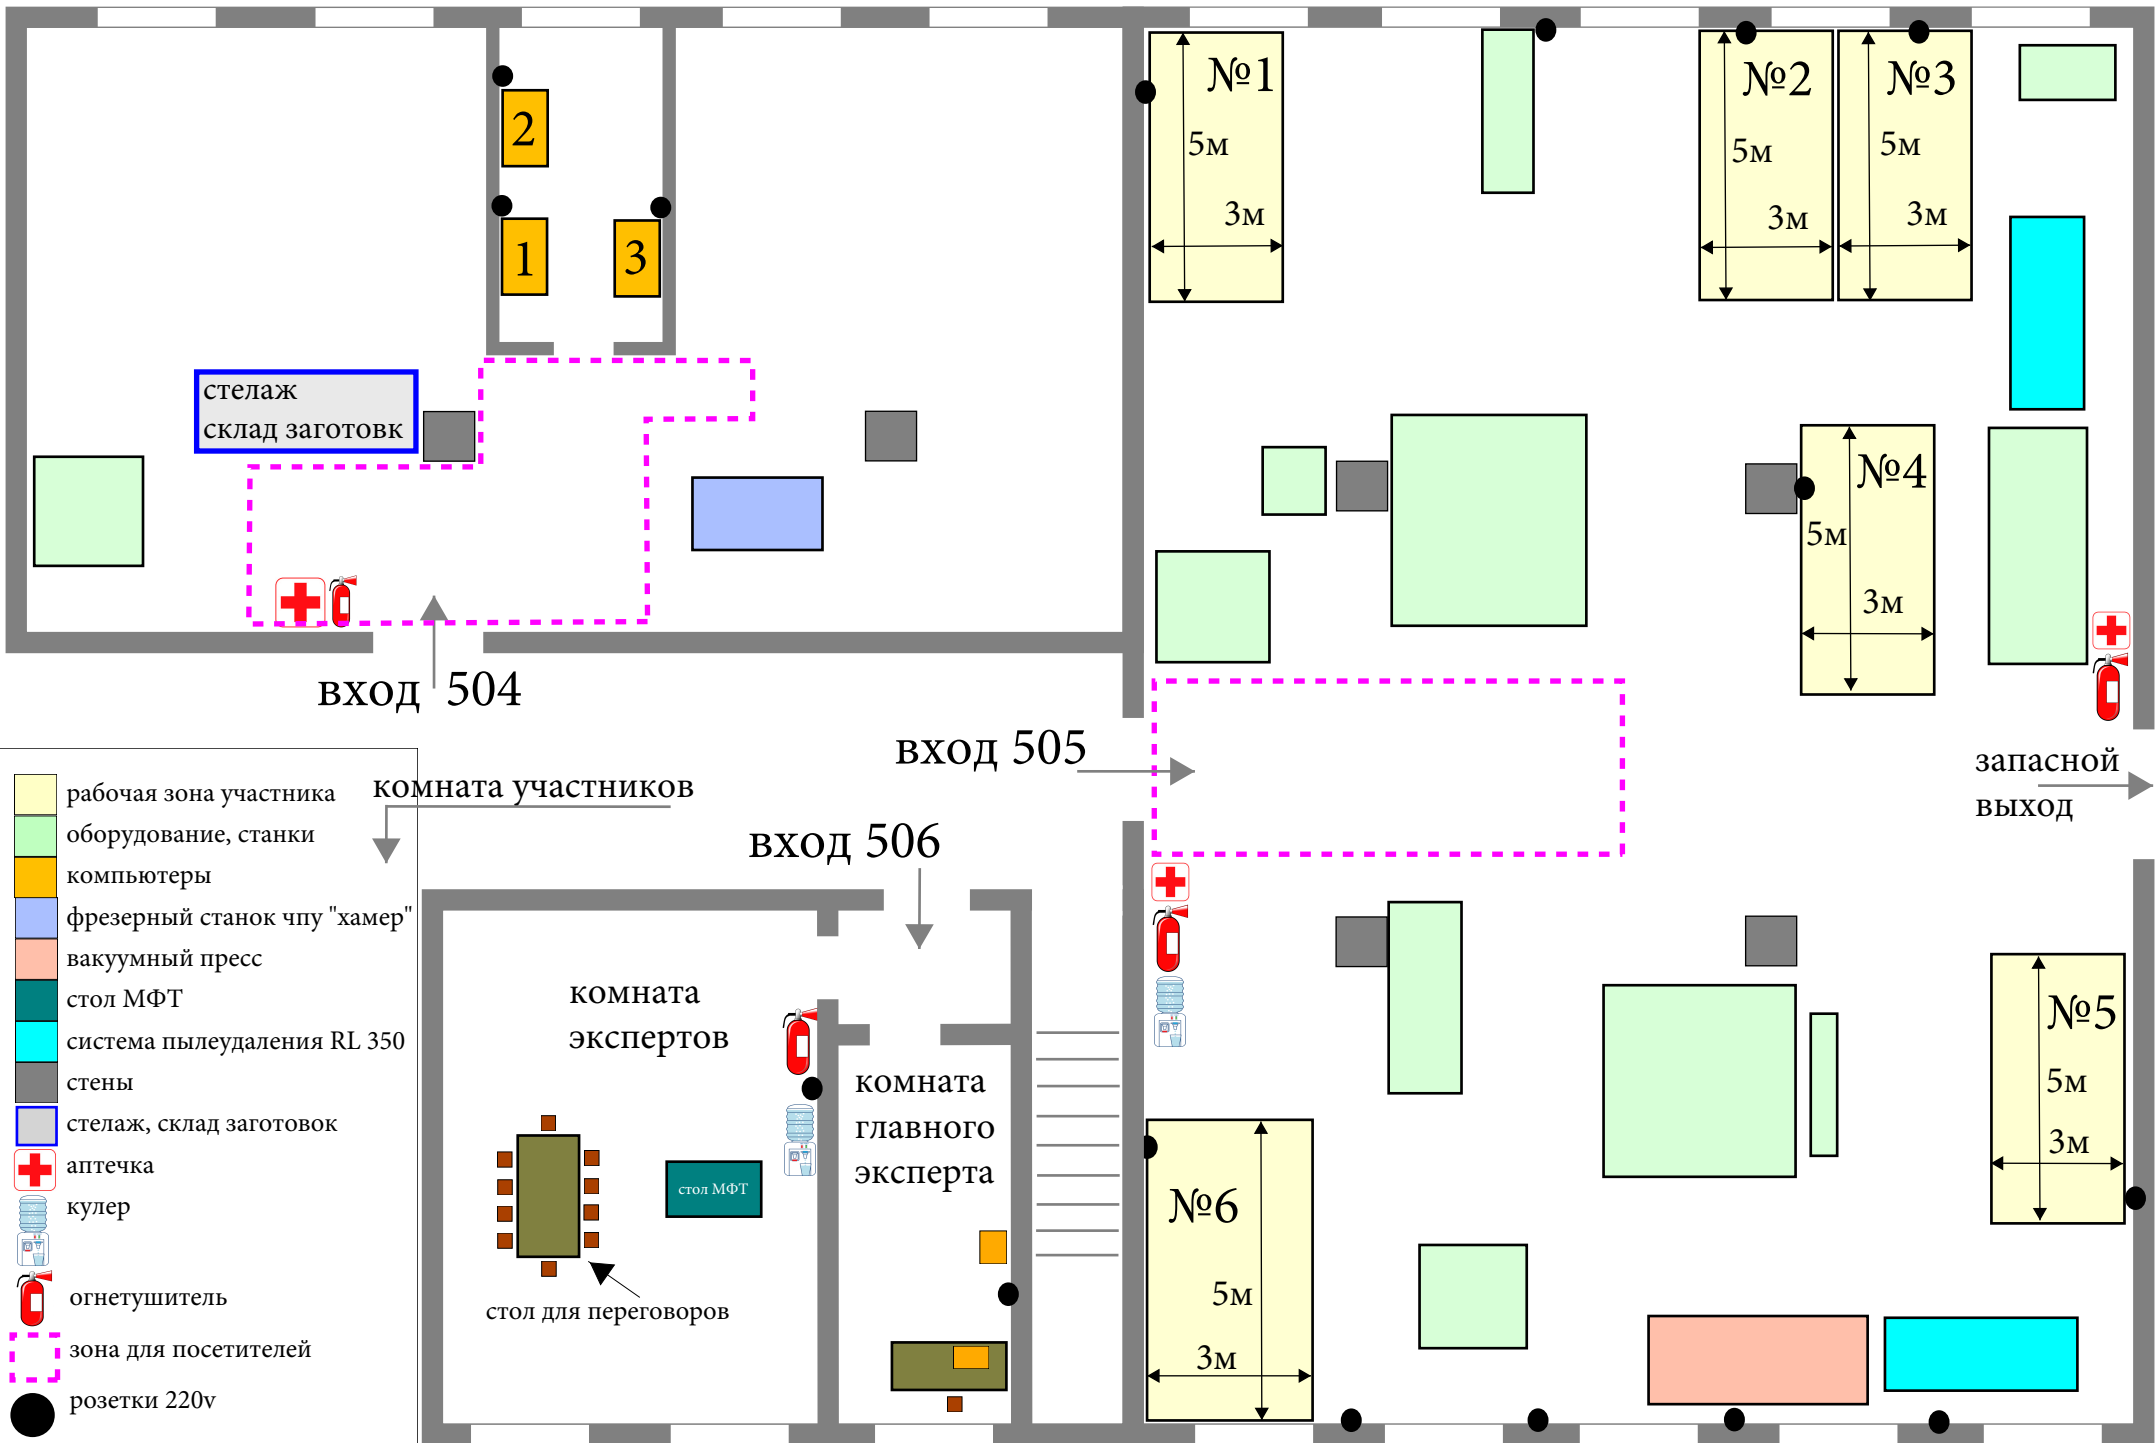 2
1
3
стелаж
склад заготовк
вход 504
№1
5м
3м
№2
5м
3м
№3
5м
3м
№4
5м
3м
вход 505
запасной
выход
комната участников
вход 506
рабочая зона участника
оборудование, станки
компьютеры
фрезерный станок чпу "хамер"
вакуумный пресс
стол МФТ
система пылеудаления RL 350
стены
стелаж, склад заготовок
аптечка
кулер
огнетушитель
зона для посетителей
розетки 220v
комната
экспертов
стол МФТ
стол для переговоров
комната
главного
эксперта
№5
5м
3м
№6
5м
3м